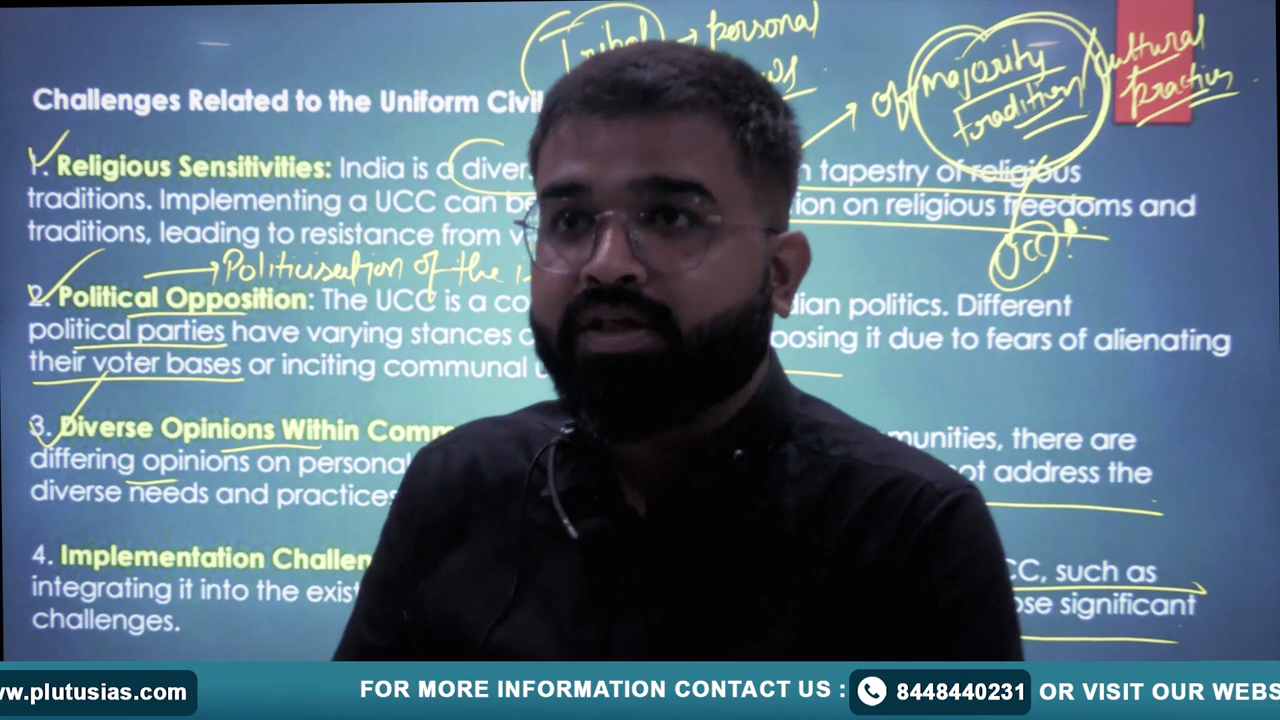 Tribal → personal
of majority cultural
tradition practices
Challenges Related to the Uniform Civil
1. Religious Sensitivities: India is a diver tapestry of religious
traditions. Implementing a UCC can be ion on religious freedoms and
traditions, leading to resistance from
UCC?
→ Politicisation of the
2. Political Opposition: The UCC is a dian politics. Different
political parties have varying stances posing it due to fears of alienating
their voter bases or inciting communal
3. Diverse Opinions Within Comm munities, there are
differing opinions on personal not address the
diverse needs and practices
4. Implementation Challen CC, such as
integrating it into the exist ose significant
challenges.
ww.plutusias.com FOR MORE INFORMATION CONTACT US : 8448440231 OR VISIT OUR WEBS